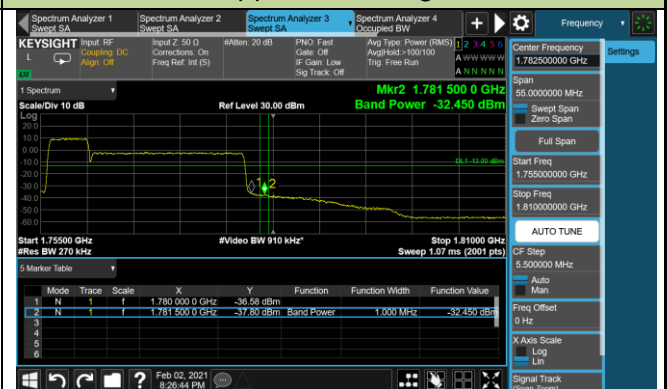 Spectrum Analyzer 1
Swept SA
Spectrum Analyzer 2
Swept SA
Spectrum Analyzer 3
Swept SA
Spectrum Analyzer 4
Occupied BW
Frequency
KEYSIGHT
L
Input: RF
Coupling: DC
Align: Off
Input Z: 50 Ω
Corrections: On
Freq Ref: Int (S)
#Atten: 20 dB
PNO: Fast
Gate: Off
IF Gain: Low
Sig Track: Off
Avg Type: Power (RMS)
Avg|Hold:>100/100
Trig: Free Run
1 2 3 4 5 6
A W W W W W
A N N N N N
1 Spectrum
Scale/Div 10 dB
Ref Level 30.00 dBm
Mkr2 1.781 500 0 GHz
Band Power -32.450 dBm
Log
20.0
10.0
0.00
-10.0
-20.0
-30.0
-40.0
-50.0
-60.0
DL1 -13.00 dBm
1
2
Start 1.75500 GHz
#Video BW 910 kHz*
Stop 1.81000 GHz
#Res BW 270 kHz
Sweep 1.07 ms (2001 pts)
5 Marker Table
Mode Trace Scale X Y Function Function Width Function Value
1 N 1 f 1.780 000 0 GHz -36.58 dBm
2 N 1 f 1.781 500 0 GHz -37.80 dBm Band Power 1.000 MHz -32.450 dBm
3
4
5
6
Feb 02, 2021
8:26:44 PM
Center Frequency
1.782500000 GHz
Settings
Span
55.0000000 MHz
Swept Span
Zero Span
Full Span
Start Freq
1.755000000 GHz
Stop Freq
1.810000000 GHz
AUTO TUNE
CF Step
5.500000 MHz
Auto
Man
Freq Offset
0 Hz
X Axis Scale
Log
Lin
Signal Track
(Span Zoom)